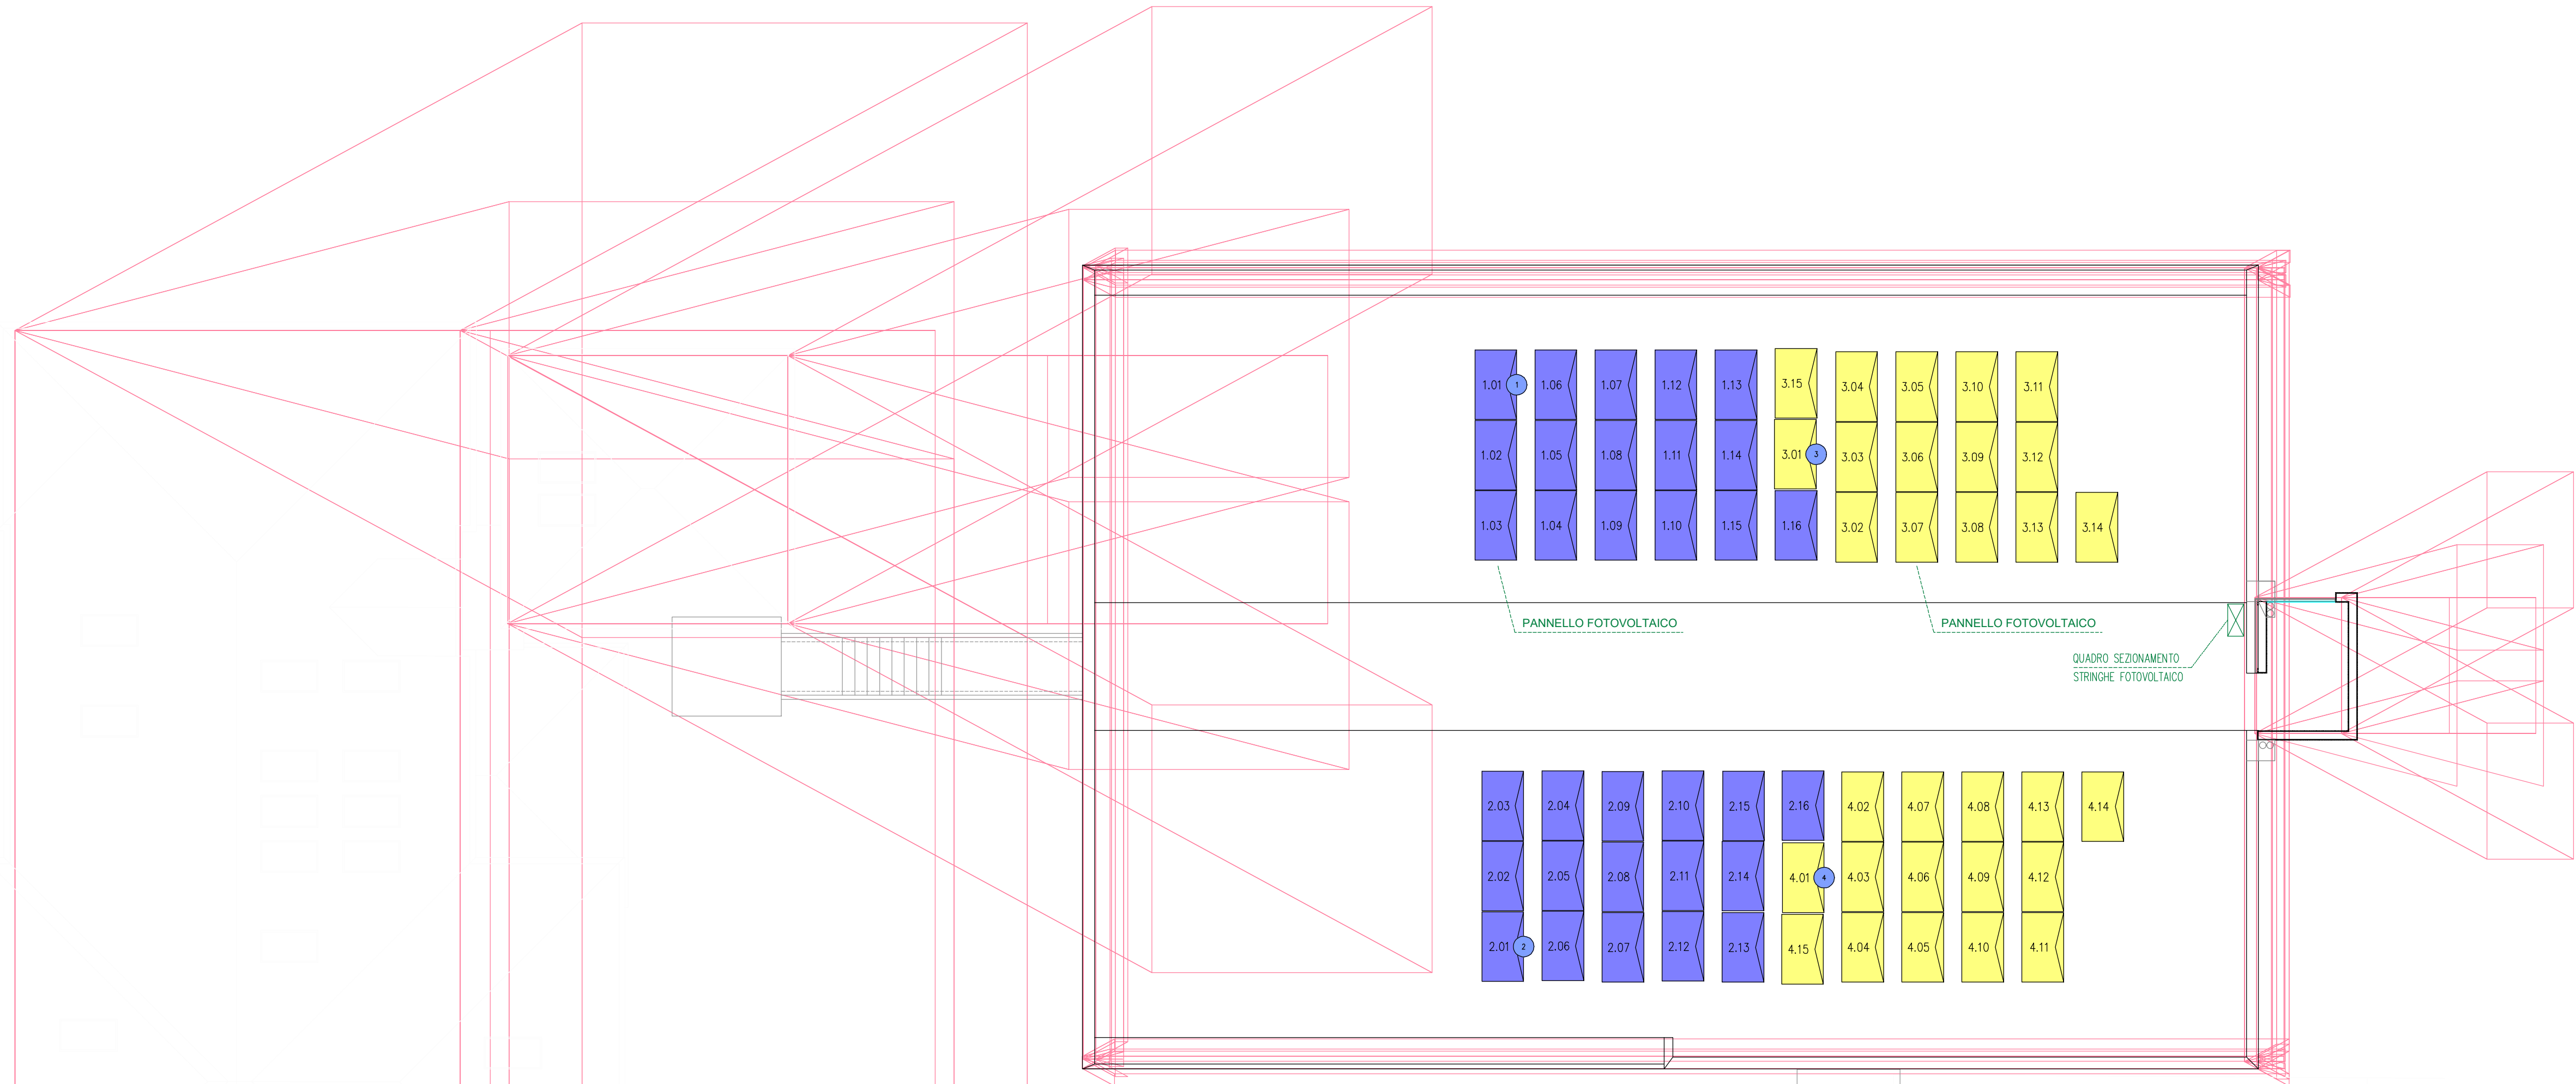 1.01 1 1.06 1.07 1.12 1.13 3.15 3.04 3.05 3.10 3.11
1.02 1.05 1.08 1.11 1.14 3.01 3 3.03 3.06 3.09 3.12
1.03 1.04 1.09 1.10 1.15 1.16 3.02 3.07 3.08 3.13 3.14
PANNELLO FOTOVOLTAICO
PANNELLO FOTOVOLTAICO
QUADRO SEZIONAMENTO
STRINGHE FOTOVOLTAICO
2.03 2.04 2.09 2.10 2.15 2.16 4.02 4.07 4.08 4.13 4.14
2.02 2.05 2.08 2.11 2.14 4.01 4 4.03 4.06 4.09 4.12
2.01 2 2.06 2.07 2.12 2.13 4.15 4.04 4.05 4.10 4.11